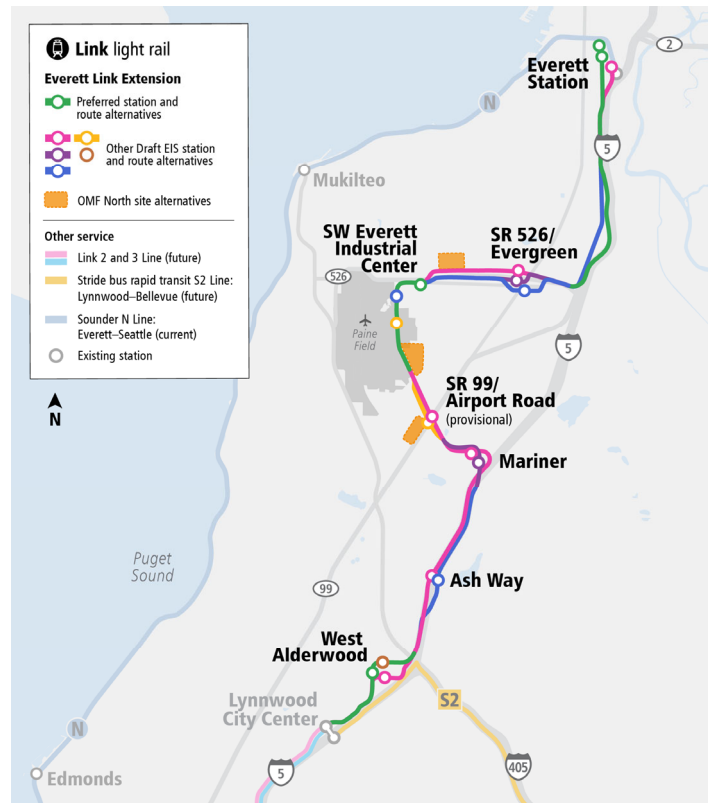 Link light rail
Everett Link Extension
Preferred station and
route alternatives
Other Draft EIS station
and route alternatives
OMF North site alternatives
Other service
Link 2 and 3 Line (future)
Stride bus rapid transit S2 Line:
Lynnwood–Bellevue (future)
Sounder N Line:
Everett–Seattle (current)
Existing station
N
Everett
Station
2
N
5
Mukilteo
SW Everett
Industrial
Center
SR 526/
Evergreen
526
Paine
Field
5
SR 99/
Airport Road
(provisional)
Mariner
Puget
Sound
Ash Way
99
West
Alderwood
Lynnwood
City Center
S2
N
5
405
Edmonds